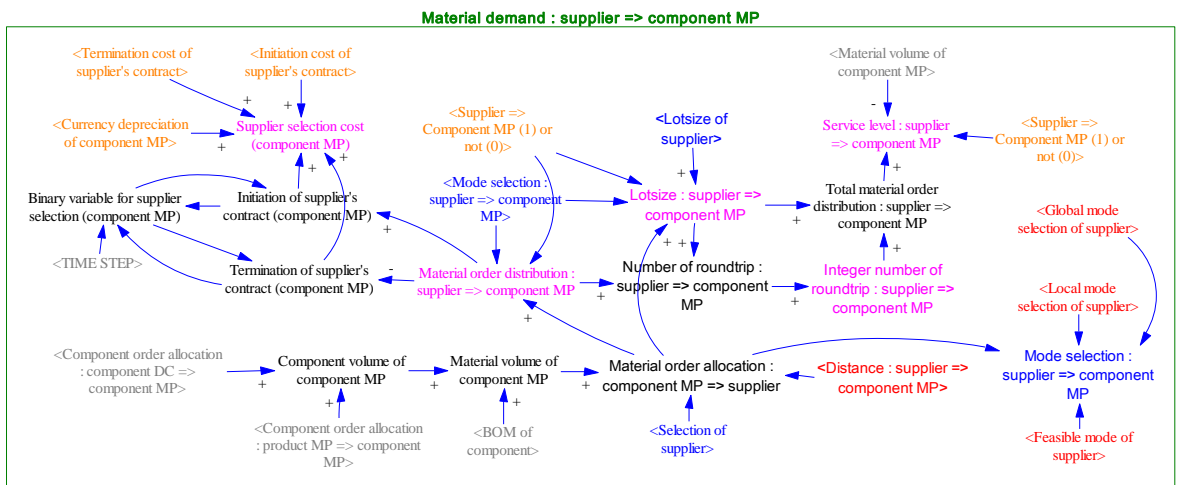 Material demand : supplier => component MP
<Termination cost of
supplier's contract>
<Initiation cost of
supplier's contract>
<Material volume of
component MP>
+
+
-
<Currency depreciation
of component MP>
+
Supplier selection cost
(component MP)
+
+
<Supplier =>
Component MP (1) or
not (0)>
<Lotsize of
supplier>
Service level : supplier
=> component MP
+
<Supplier =>
Component MP (1) or
not (0)>
Binary variable for supplier
selection (component MP)
Initiation of supplier's
contract (component MP)
+
<Mode selection :
supplier => component
MP>
+
Lotsize : supplier =>
component MP
+
Total material order
distribution : supplier =>
component MP
+
<Global mode
selection of supplier>
<TIME STEP>
Termination of supplier's
contract (component MP)
-
Material order distribution :
supplier => component MP
+
+
+ +
Number of roundtrip :
supplier => component
MP
+
Integer number of
roundtrip : supplier =>
component MP
<Local mode
selection of supplier>
<Component order allocation
: component DC =>
component MP>
+
Component volume of
component MP
+
+
Material volume of
component MP
+
+
Material order allocation :
component MP => supplier
<Distance : supplier =>
component MP>
Mode selection :
supplier => component
MP
<Component order allocation
: product MP => component
MP>
<BOM of
component>
<Selection of
supplier>
<Feasible mode of
supplier>